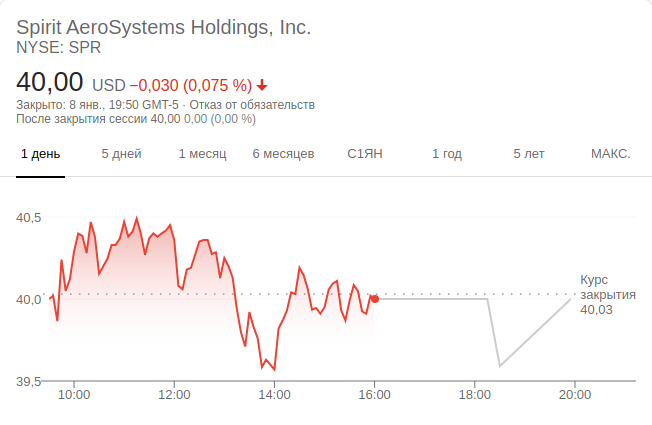 Spirit AeroSystems Holdings, Inc.
NYSE: SPR
40,00 USD −0,030 (0,075 %)
Закрыто: 8 янв., 19:50 GMT-5 · Отказ от обязательств
После закрытия сессии 40,00 0,00 (0,00 %)
1 день 5 дней 1 месяц 6 месяцев С1ЯН 1 год 5 лет МАКС.
40,5
40,0
39,5
Курс
закрытия
40,03
10:00 12:00 14:00 16:00 18:00 20:00